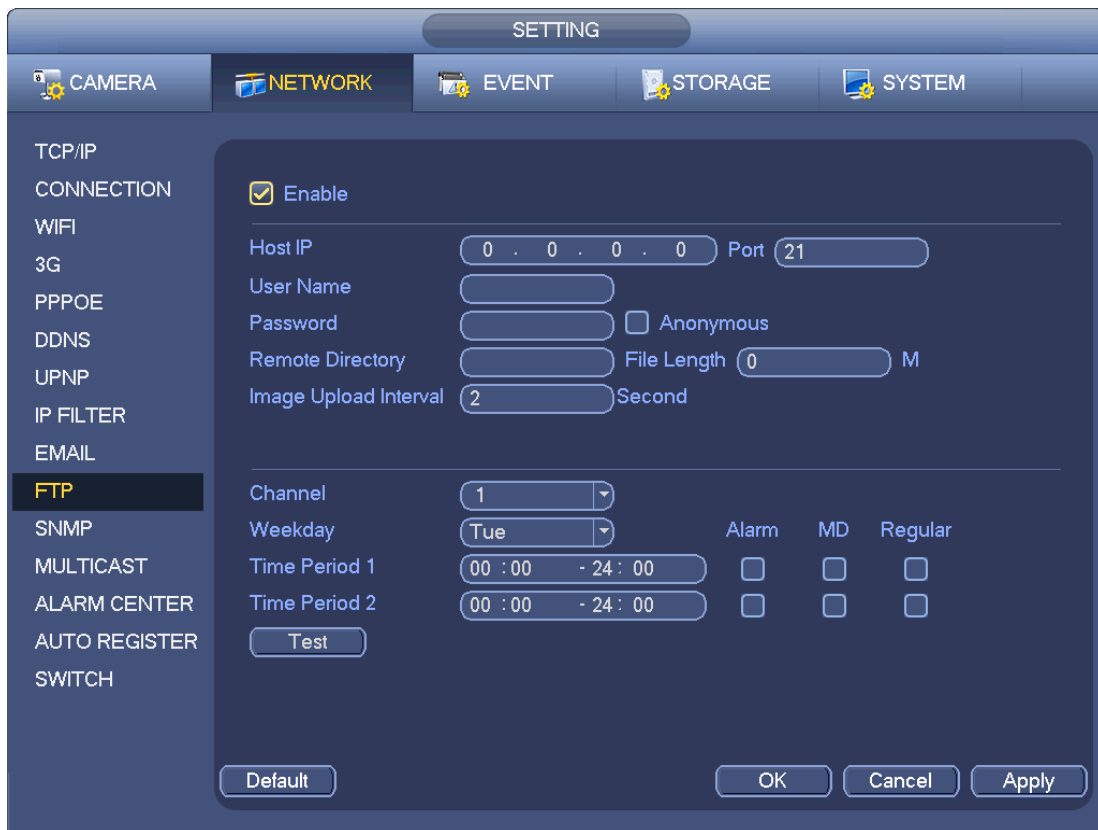 SETTING
CAMERA NETWORK EVENT STORAGE SYSTEM
TCP/IP
CONNECTION
WIFI
3G
PPPOE
DDNS
UPNP
IP FILTER
EMAIL
FTP
SNMP
MULTICAST
ALARM CENTER
AUTO REGISTER
SWITCH
Enable
Host IP 0 . 0 . 0 . 0 Port 21
User Name
Password Anonymous
Remote Directory File Length 0 M
Image Upload Interval 2 Second
Channel 1
Weekday Tue Alarm MD Regular
Time Period 1 00 : 00 - 24 : 00
Time Period 2 00 : 00 - 24 : 00
Test
Default OK Cancel Apply